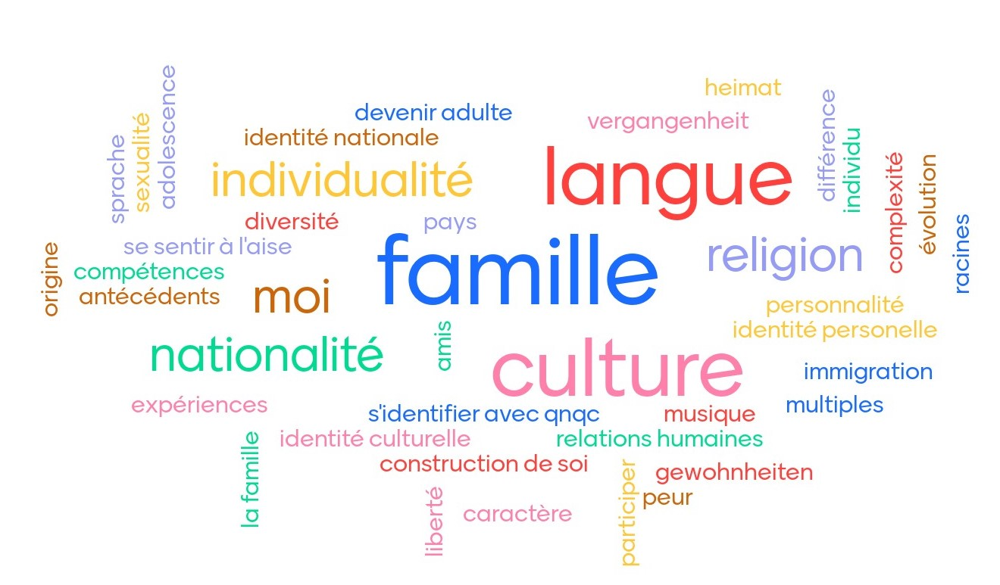 heimat
devenir adulte
vergangenheit
identité nationale
adolescence
sexualité
sprache
individualité
langue
différence
individu
complexité
évolution
racines
diversité
pays
se sentir à l'aise
origine
compétences
antécédents
moi
famille
religion
personnalité
identité personelle
nationalité
amis
culture
immigration
expériences
s'identifier avec qnqc
musique
multiples
la famille
identité culturelle
relations humaines
construction de soi
participer
gewohnheiten
peur
liberté
caractère